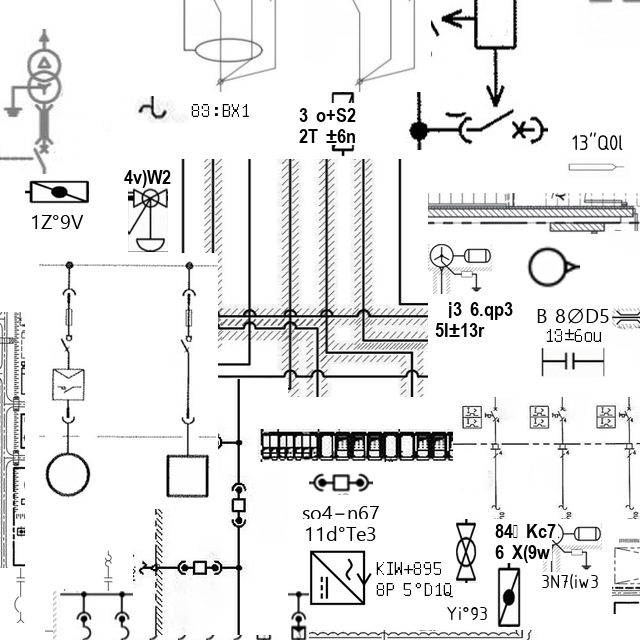 83:BX1
3 o+S2
2T ±6n
13"Q0l
4v)W2
1Z°9V
j3 6.qp3
5l±13r
B 8ØD5
13±6ou
so4-n67
11d°Te3
KIW+895
8P 5°D1Q
84▯ Kc7
6 X(9w
3N7(iw3
Yi°93